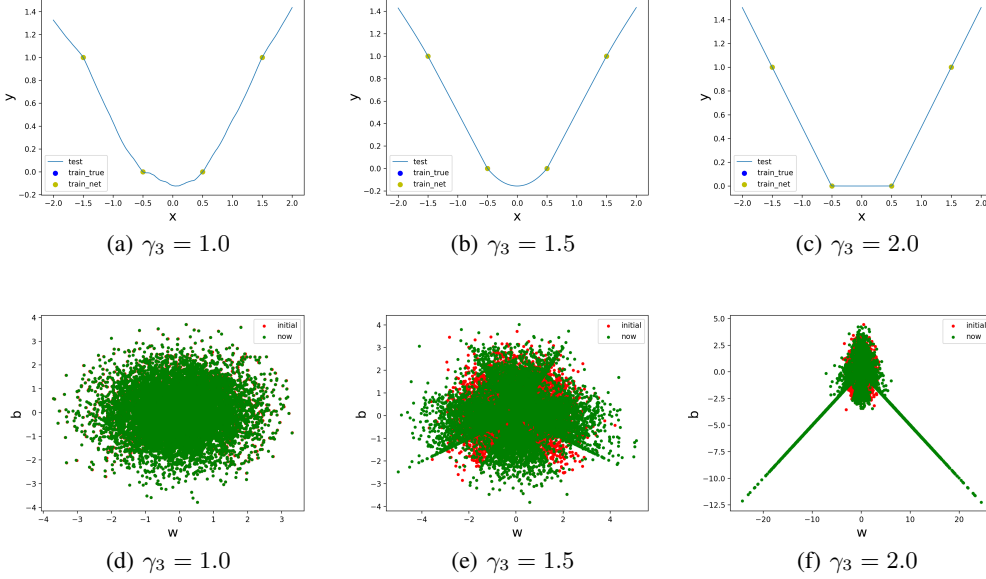 1.4
1.2
1.0
0.8
0.6
0.4
0.2
0.0
−0.2
y
test
train_true
train_net
−2.0 −1.5 −1.0 −0.5 0.0 0.5 1.0 1.5 2.0
x
(a) γ3 = 1.0
1.4
1.2
1.0
0.8
0.6
0.4
0.2
0.0
−0.2
y
test
train_true
train_net
−2.0 −1.5 −1.0 −0.5 0.0 0.5 1.0 1.5 2.0
x
(b) γ3 = 1.5
1.4
1.2
1.0
0.8
0.6
0.4
0.2
0.0
y
test
train_true
train_net
−2.0 −1.5 −1.0 −0.5 0.0 0.5 1.0 1.5 2.0
x
(c) γ3 = 2.0
4
3
2
1
0
−1
−2
−3
−4
b
initial
now
−4 −3 −2 −1 0 1 2 3
w
(d) γ3 = 1.0
4
3
2
1
0
−1
−2
−3
−4
b
initial
now
−4 −2 0 2 4
w
(e) γ3 = 1.5
5.0
2.5
0.0
−2.5
−5.0
−7.5
−10.0
−12.5
b
initial
now
−20 −10 0 10 20
w
(f) γ3 = 2.0